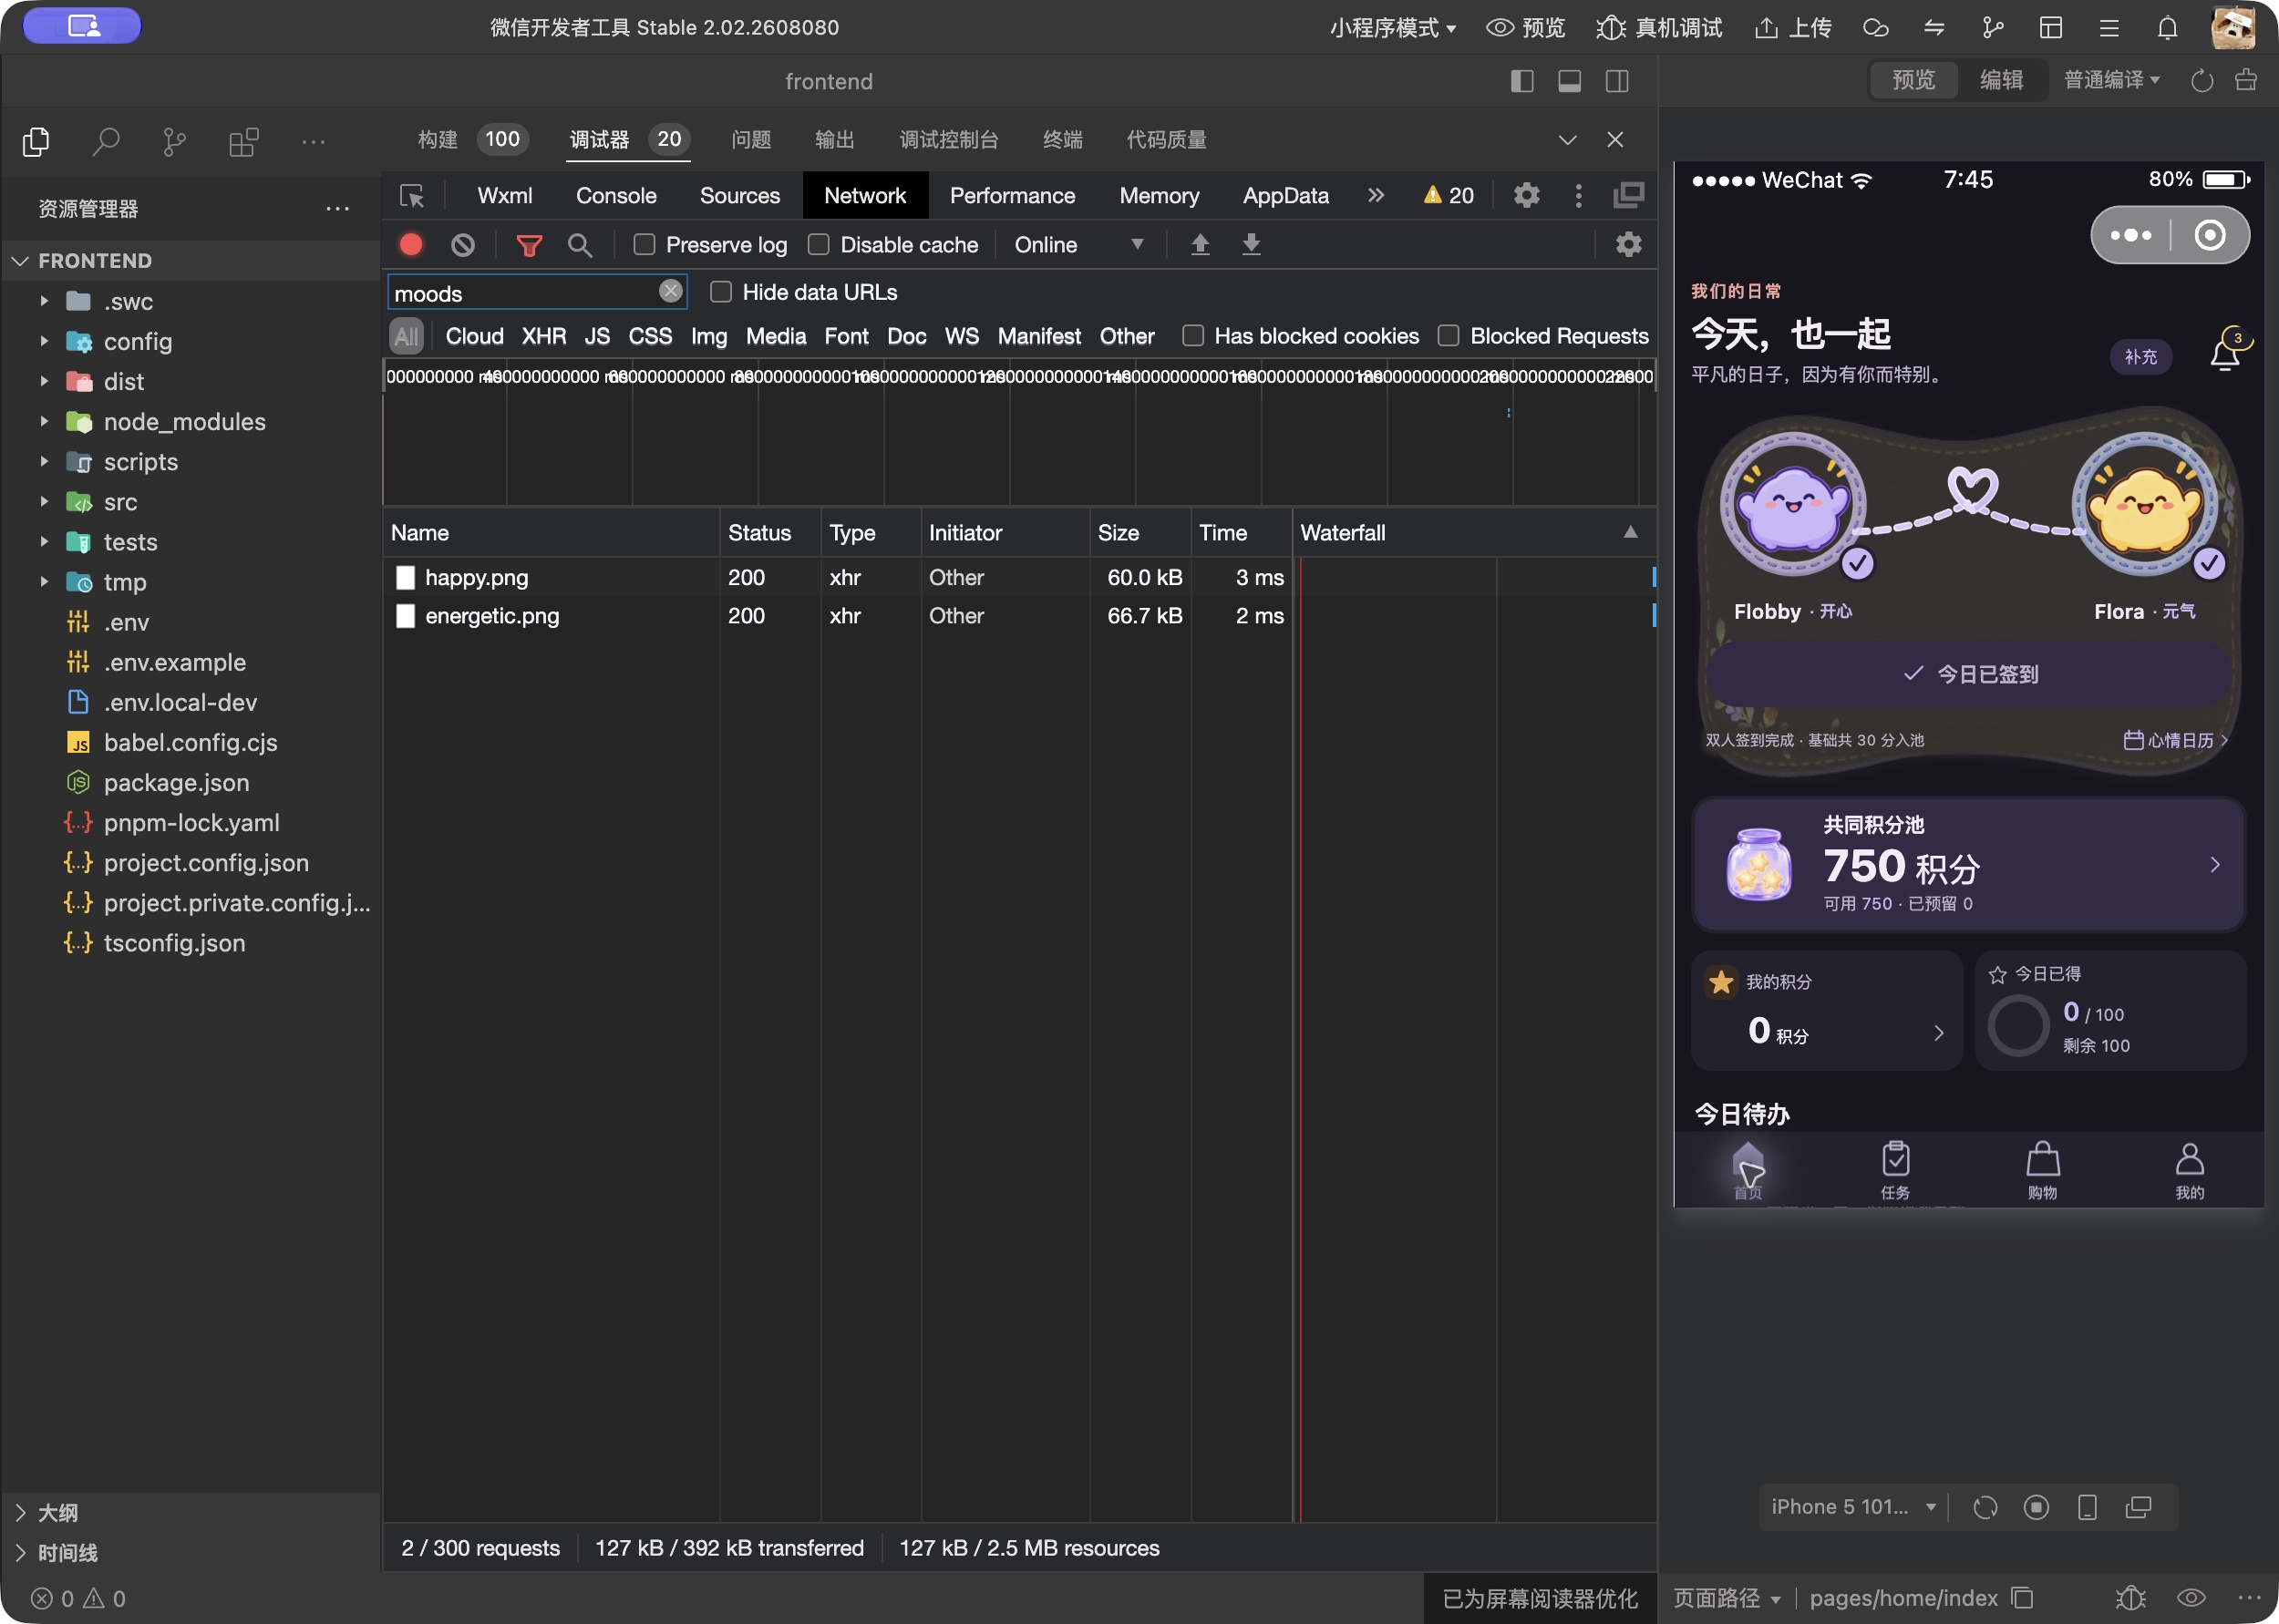 微信开发者工具 Stable 2.02.2608080
小程序模式
预览
真机调试
上传
frontend
预览
编辑
普通编译
构建 100
调试器 20
问题
输出
调试控制台
终端
代码质量
资源管理器
FRONTEND
.swc
config
dist
node_modules
scripts
src
tests
tmp
.env
.env.example
.env.local-dev
babel.config.cjs
package.json
pnpm-lock.yaml
project.config.json
project.private.config.j...
tsconfig.json
大纲
时间线
0 0
Wxml Console Sources Network Performance Memory AppData 20
Preserve log Disable cache Online
moods Hide data URLs
All Cloud XHR JS CSS Img Media Font Doc WS Manifest Other Has blocked cookies Blocked Requests
Name Status Type Initiator Size Time Waterfall
happy.png 200 xhr Other 60.0 kB 3 ms
energetic.png 200 xhr Other 66.7 kB 2 ms
2 / 300 requests 127 kB / 392 kB transferred 127 kB / 2.5 MB resources
已为屏幕阅读器优化
WeChat 7:45 80%
我们的日常
今天，也一起
平凡的日子，因为有你而特别。
补充
3
Flobby · 开心
Flora · 元气
今日已签到
双人签到完成 · 基础共 30 分入池
心情日历
共同积分池
750 积分
可用 750 · 已预留 0
我的积分
0 积分
今日已得
0 / 100
剩余 100
今日待办
首页
任务
购物
我的
iPhone 5 101...
页面路径 pages/home/index